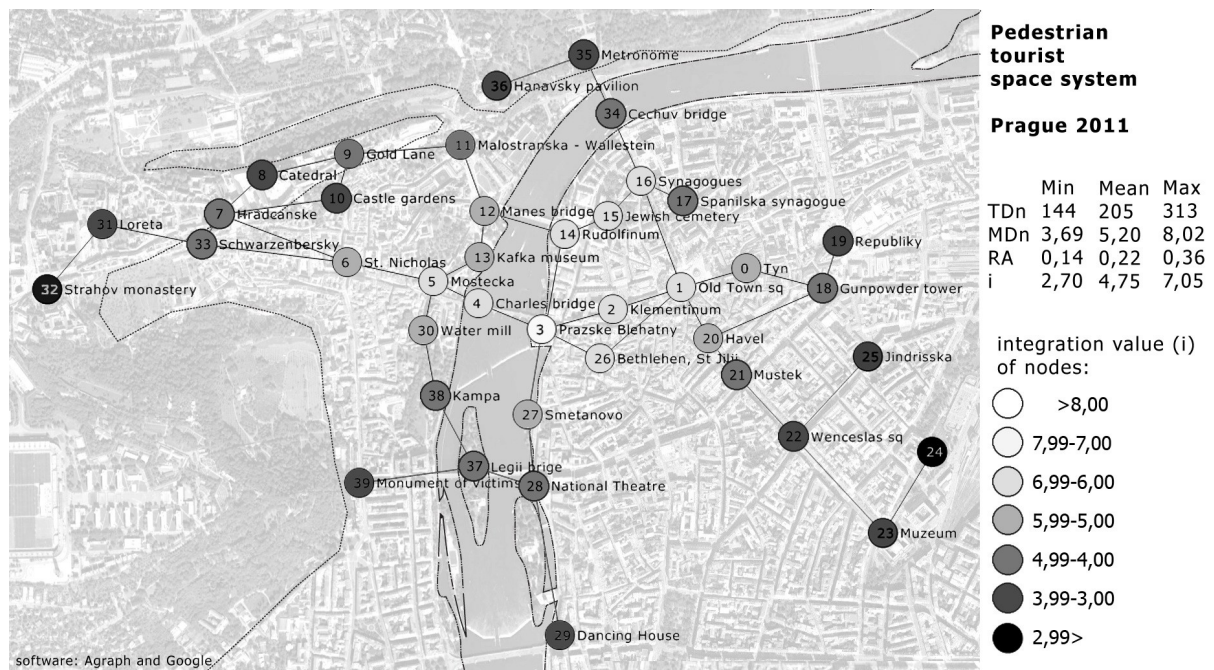 Pedestrian
tourist
space system
Prague 2011
Min Mean Max
TDn 144 205 313
MDn 3,69 5,20 8,02
RA 0,14 0,22 0,36
i 2,70 4,75 7,05
integration value (i)
of nodes:
>8,00
7,99-7,00
6,99-6,00
5,99-5,00
4,99-4,00
3,99-3,00
2,99>
35 Metronome
36 Hanavsky pavilion
34 Cechuv bridge
11 Malostranska - Wallestein
9 Gold Lane
8 Catedral
16 Synagogues
10 Castle gardens
17 Spanilska synagogue
7 Hradcanske
12 Manes bridge
15 Jewish cemetery
31 Loreta
14 Rudolfinum
19 Republiky
33 Schwarzenbersky
13 Kafka museum
6 St. Nicholas
0 Tyn
5 Mostecka
1 Old Town sq
32 Strahov monastery
18 Gunpowder tower
4 Charles bridge
2 Klementinum
3 Prazske Blehatny
30 Water mill
20 Havel
26 Bethlehen, St Jilji
25 Jindrisska
21 Mustek
38 Kampa
27 Smetanovo
22 Wenceslas sq
24
37 Legii brige
39 Monument of victims
28 National Theatre
23 Muzeum
29 Dancing House
software: Agraph and Google